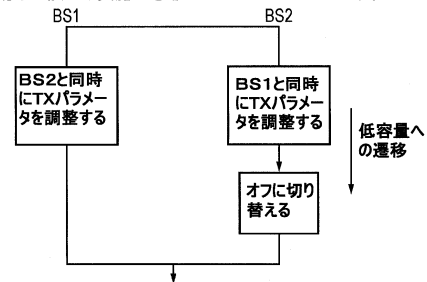 BS1
BS2
BS2と同時
にTXパラメー
タを調整する
BS1と同時
にTXパラメー
タを調整する
低容量へ
の遷移
オフに切り
替える